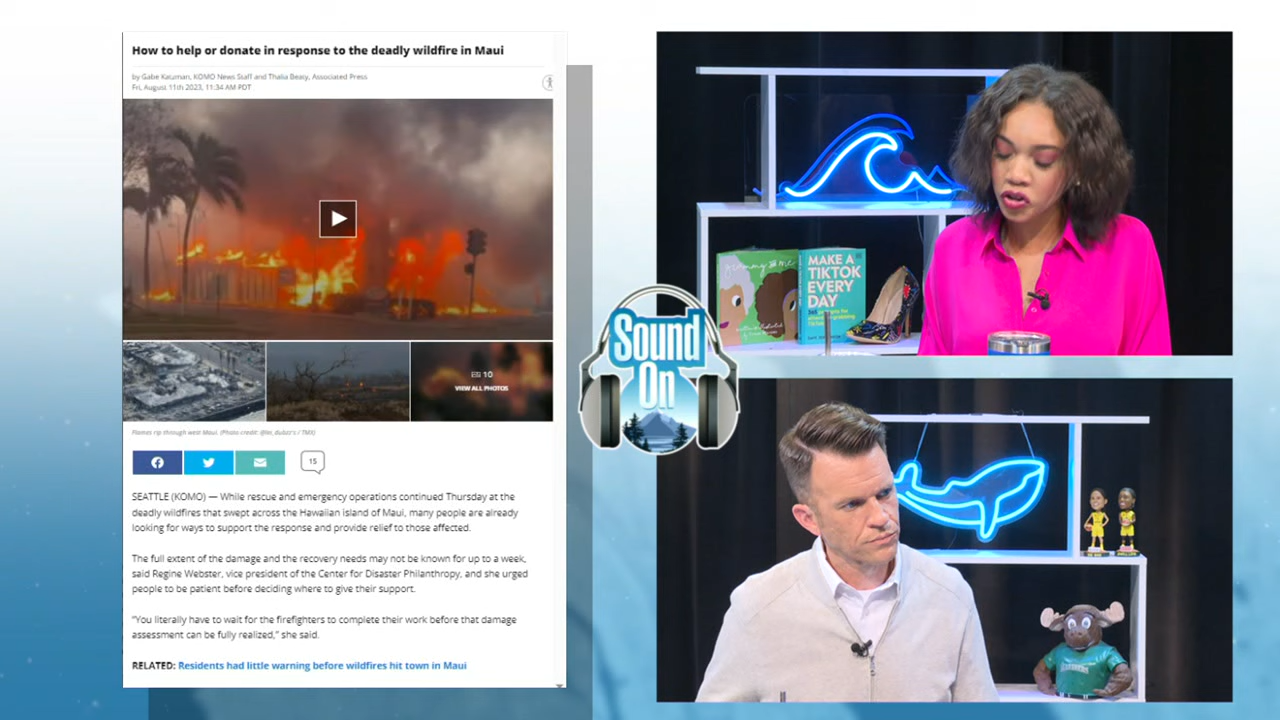 How to help or donate in response to the deadly wildfire in Maui
by Gabe Katzman, KOMO News Staff and Thalia Beaty, Associated Press
Fri, August 11th 2023, 11:34 AM PDT
10
VIEW ALL PHOTOS
Flames rip through west Maui. (Photo credit:
15
SEATTLE (KOMO) — While rescue and emergency operations continued Thursday at the
deadly wildfires that swept across the Hawaiian island of Maui, many people are already
looking for ways to support the response and provide relief to those affected.
The full extent of the damage and the recovery needs may not be known for up to a week,
said Regine Webster, vice president of the Center for Disaster Philanthropy, and she urged
people to be patient before deciding where to give their support.
"You literally have to wait for the firefighters to complete their work before that damage
assessment can be fully realized," she said.
RELATED: Residents had little warning before wildfires hit town in Maui
Sound
On
MAKE A
TIKTOK
EVERY
DAY